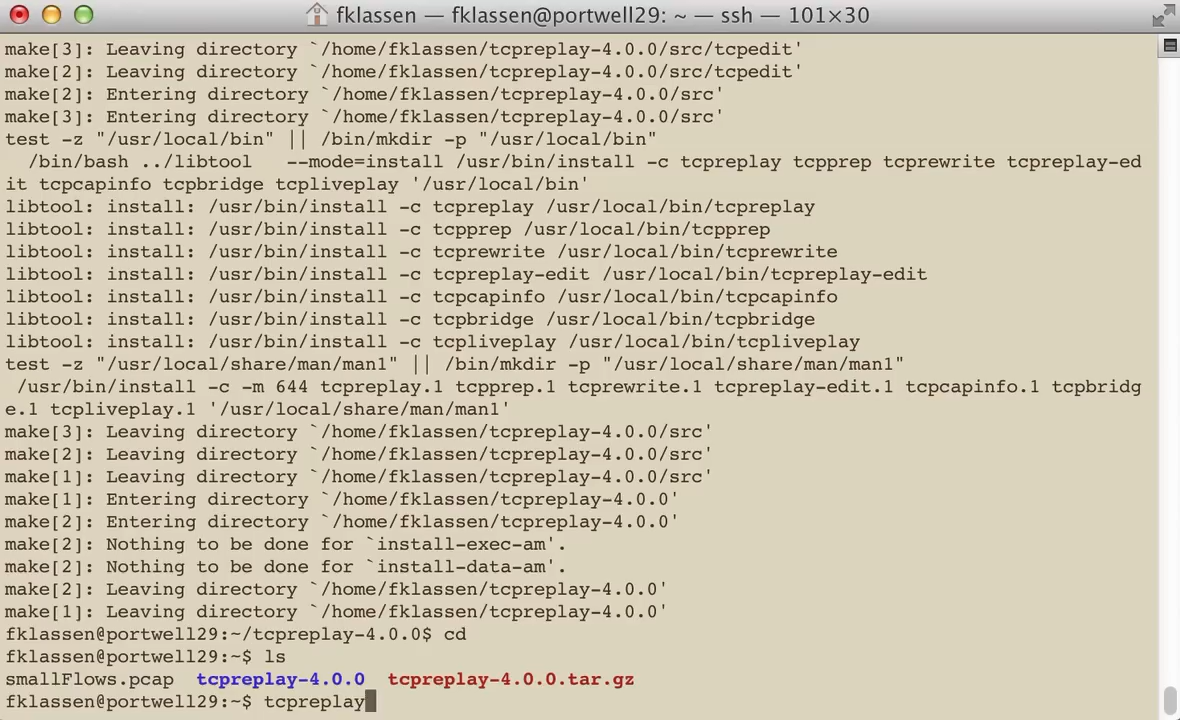 fklassen — fklassen@portwell29: ~ — ssh — 101×30
make[3]: Leaving directory `/home/fklassen/tcpreplay-4.0.0/src/tcpedit'
make[2]: Leaving directory `/home/fklassen/tcpreplay-4.0.0/src/tcpedit'
make[2]: Entering directory `/home/fklassen/tcpreplay-4.0.0/src'
make[3]: Entering directory `/home/fklassen/tcpreplay-4.0.0/src'
test -z "/usr/local/bin" || /bin/mkdir -p "/usr/local/bin"
  /bin/bash ../libtool   --mode=install /usr/bin/install -c tcpreplay tcpprep tcprewrite tcpreplay-ed
it tcpcapinfo tcpbridge tcpliveplay '/usr/local/bin'
libtool: install: /usr/bin/install -c tcpreplay /usr/local/bin/tcpreplay
libtool: install: /usr/bin/install -c tcpprep /usr/local/bin/tcpprep
libtool: install: /usr/bin/install -c tcprewrite /usr/local/bin/tcprewrite
libtool: install: /usr/bin/install -c tcpreplay-edit /usr/local/bin/tcpreplay-edit
libtool: install: /usr/bin/install -c tcpcapinfo /usr/local/bin/tcpcapinfo
libtool: install: /usr/bin/install -c tcpbridge /usr/local/bin/tcpbridge
libtool: install: /usr/bin/install -c tcpliveplay /usr/local/bin/tcpliveplay
test -z "/usr/local/share/man/man1" || /bin/mkdir -p "/usr/local/share/man/man1"
 /usr/bin/install -c -m 644 tcpreplay.1 tcpprep.1 tcprewrite.1 tcpreplay-edit.1 tcpcapinfo.1 tcpbridg
e.1 tcpliveplay.1 '/usr/local/share/man/man1'
make[3]: Leaving directory `/home/fklassen/tcpreplay-4.0.0/src'
make[2]: Leaving directory `/home/fklassen/tcpreplay-4.0.0/src'
make[1]: Leaving directory `/home/fklassen/tcpreplay-4.0.0/src'
make[1]: Entering directory `/home/fklassen/tcpreplay-4.0.0'
make[2]: Entering directory `/home/fklassen/tcpreplay-4.0.0'
make[2]: Nothing to be done for `install-exec-am'.
make[2]: Nothing to be done for `install-data-am'.
make[2]: Leaving directory `/home/fklassen/tcpreplay-4.0.0'
make[1]: Leaving directory `/home/fklassen/tcpreplay-4.0.0'
fklassen@portwell29:~/tcpreplay-4.0.0$ cd
fklassen@portwell29:~$ ls
smallFlows.pcap  tcpreplay-4.0.0  tcpreplay-4.0.0.tar.gz
fklassen@portwell29:~$ tcpreplay